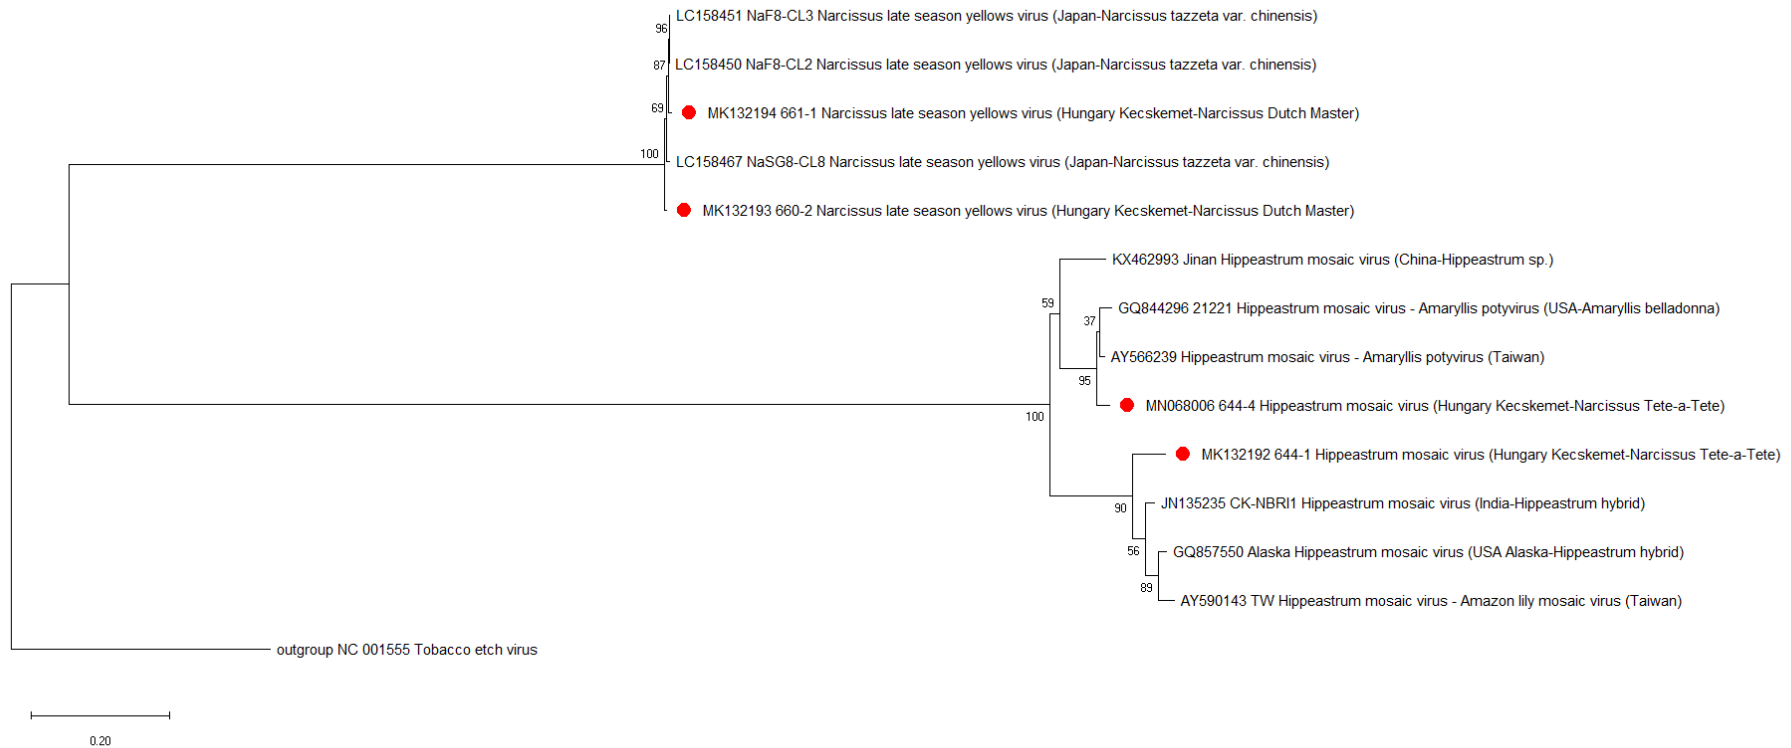 LC158451 NaF8-CL3 Narcissus late season yellows virus (Japan-Narcissus tazzeta var. chinensis)
96
LC158450 NaF8-CL2 Narcissus late season yellows virus (Japan-Narcissus tazzeta var. chinensis)
87
69
MK132194 661-1 Narcissus late season yellows virus (Hungary Kecskemet-Narcissus Dutch Master)
100
LC158467 NaSG8-CL8 Narcissus late season yellows virus (Japan-Narcissus tazzeta var. chinensis)
MK132193 660-2 Narcissus late season yellows virus (Hungary Kecskemet-Narcissus Dutch Master)
KX462993 Jinan Hippeastrum mosaic virus (China-Hippeastrum sp.)
59
GQ844296 21221 Hippeastrum mosaic virus - Amaryllis potyvirus (USA-Amaryllis belladonna)
37
AY566239 Hippeastrum mosaic virus - Amaryllis potyvirus (Taiwan)
95
MN068006 644-4 Hippeastrum mosaic virus (Hungary Kecskemet-Narcissus Tete-a-Tete)
100
MK132192 644-1 Hippeastrum mosaic virus (Hungary Kecskemet-Narcissus Tete-a-Tete)
JN135235 CK-NBRI1 Hippeastrum mosaic virus (India-Hippeastrum hybrid)
90
56
GQ857550 Alaska Hippeastrum mosaic virus (USA Alaska-Hippeastrum hybrid)
89
AY590143 TW Hippeastrum mosaic virus - Amazon lily mosaic virus (Taiwan)
outgroup NC 001555 Tobacco etch virus
0.20